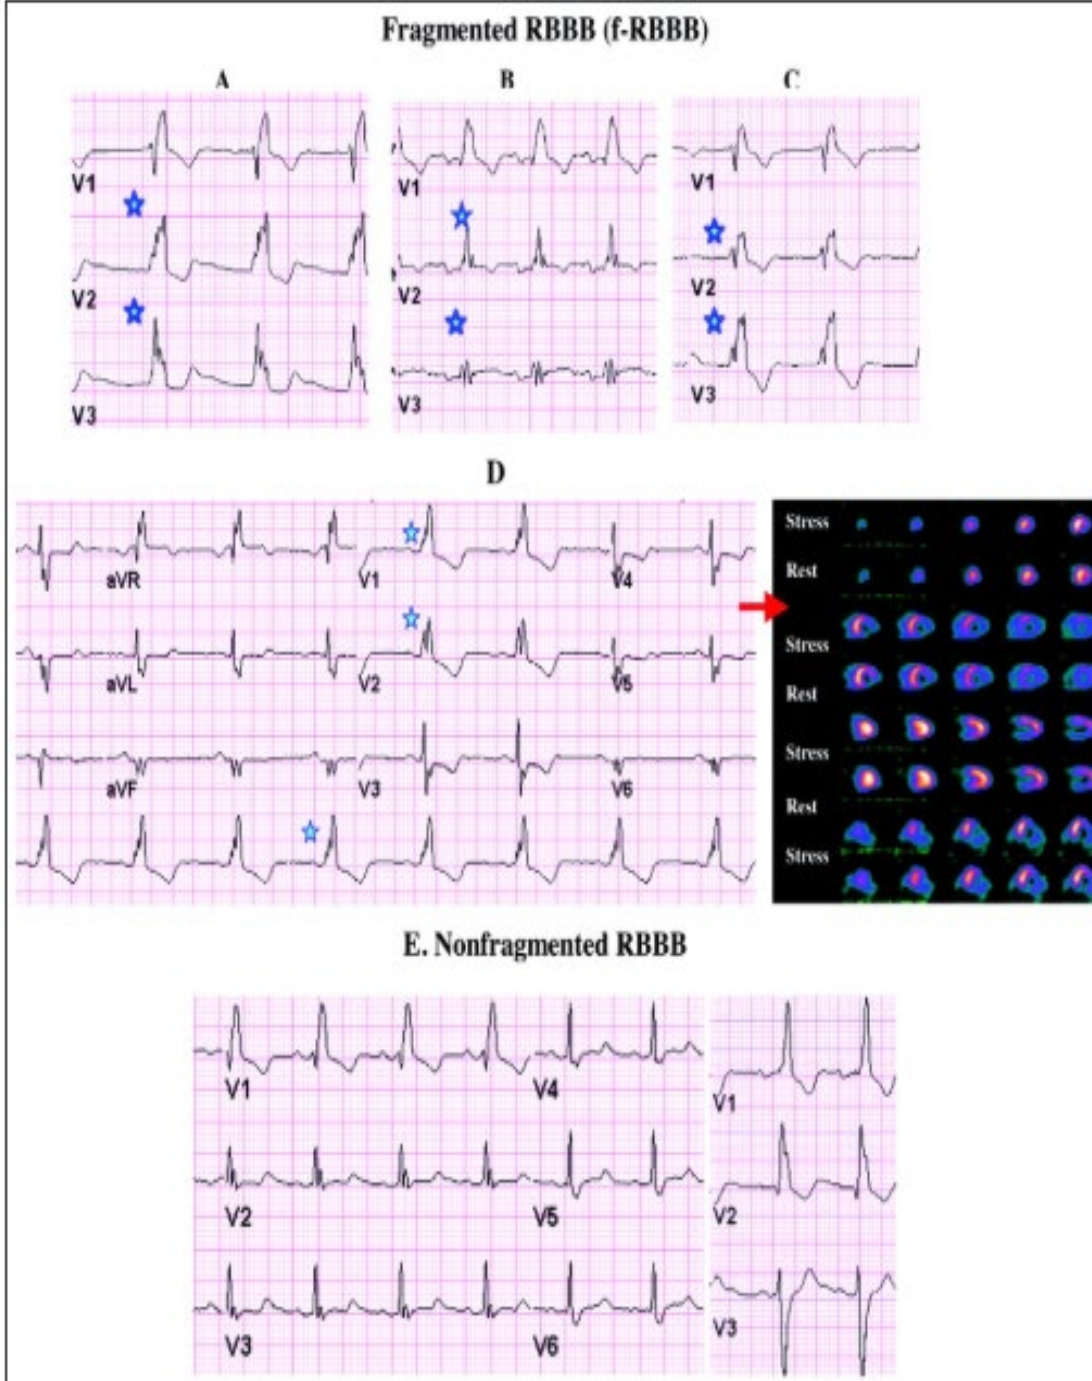 Fragmented RBBB (f-RBBB)
A B C
V1 V1 V1
V2 V2 V2
V3 V3 V3
D
aVR V1 V4
aVL V2 V5
aVF V3 V6
Stress
Rest
Stress
Rest
Stress
Rest
Stress
E. Nonfragmented RBBB
V1 V4 V1
V2 V5 V2
V3 V6 V3